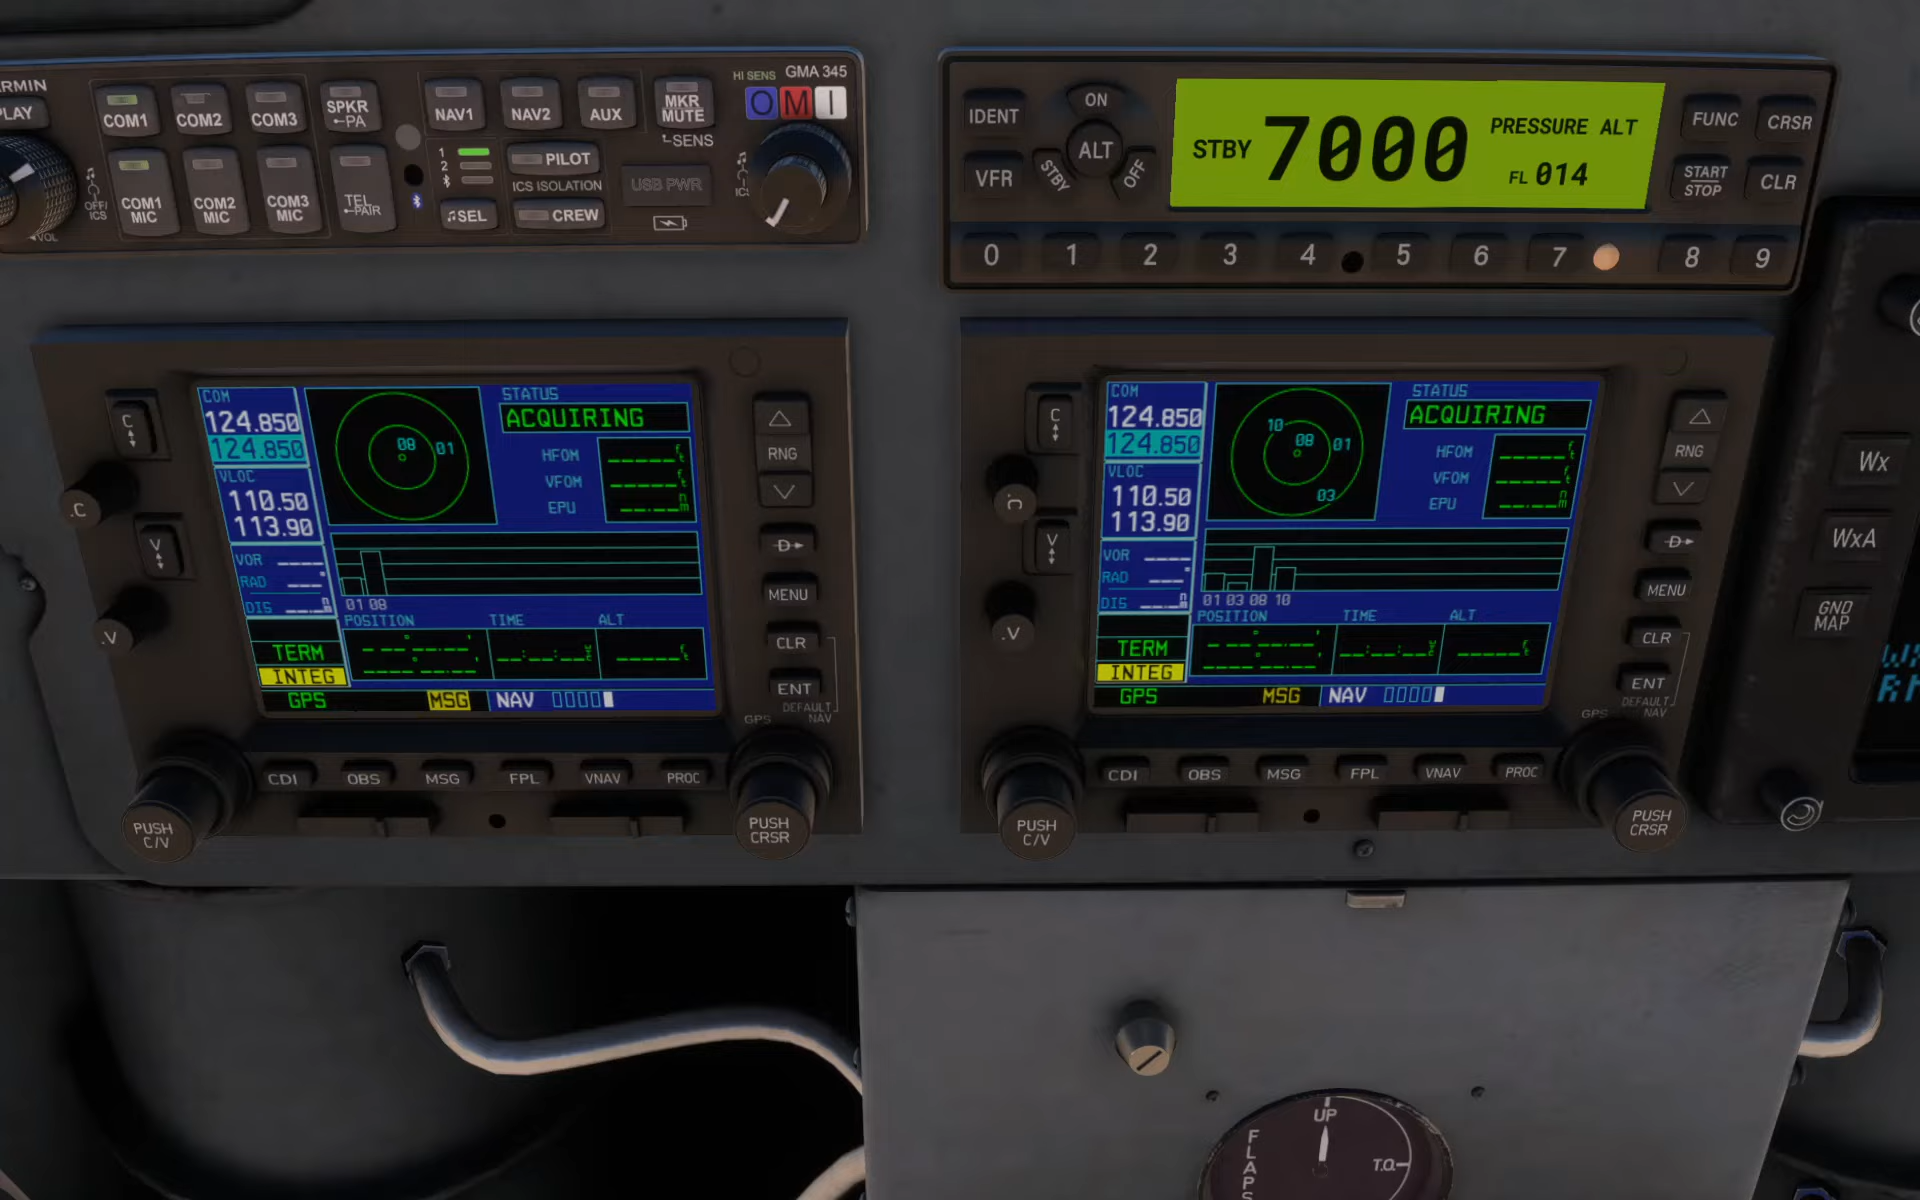 GMA 345
HI SENS
PLAY
COM1
COM2
COM3
SPKR
PA
NAV1
NAV2
AUX
MKR
MUTE
SENS
O M I
COM1
MIC
COM2
MIC
COM3
MIC
TEL
PAIR
1
2
PILOT
ICS ISOLATION
SEL
CREW
USB PWR
OFF/
ICS
VOL
IDENT
VFR
ON
ALT
STBY
OFF
STBY 7000 PRESSURE ALT
FL 014
FUNC
CRSR
START
STOP
CLR
0 1 2 3 4 5 6 7 8 9
C
C
V
V
COM
124.850
124.850
VLOC
110.50
113.90
VOR
RAD
DIS
TERM
INTEG
GPS
08 01
STATUS
ACQUIRING
HFOM
VFOM
EPU
01 08
POSITION TIME ALT
MSG
NAV
RNG
D
MENU
CLR
ENT
DEFAULT
NAV
GPS
CDI OBS MSG FPL VNAV PROC
PUSH
C/V
PUSH
CRSR
C
C
V
V
COM
124.850
124.850
VLOC
110.50
113.90
VOR
RAD
DIS
TERM
INTEG
GPS
10 08 01
03
STATUS
ACQUIRING
HFOM
VFOM
EPU
01 03 08 10
POSITION TIME ALT
MSG
NAV
RNG
D
MENU
CLR
ENT
DEFAULT
NAV
GPS
CDI OBS MSG FPL VNAV PROC
PUSH
C/V
PUSH
CRSR
Wx
WxA
GND
MAP
UP
T.O.
FLAPS